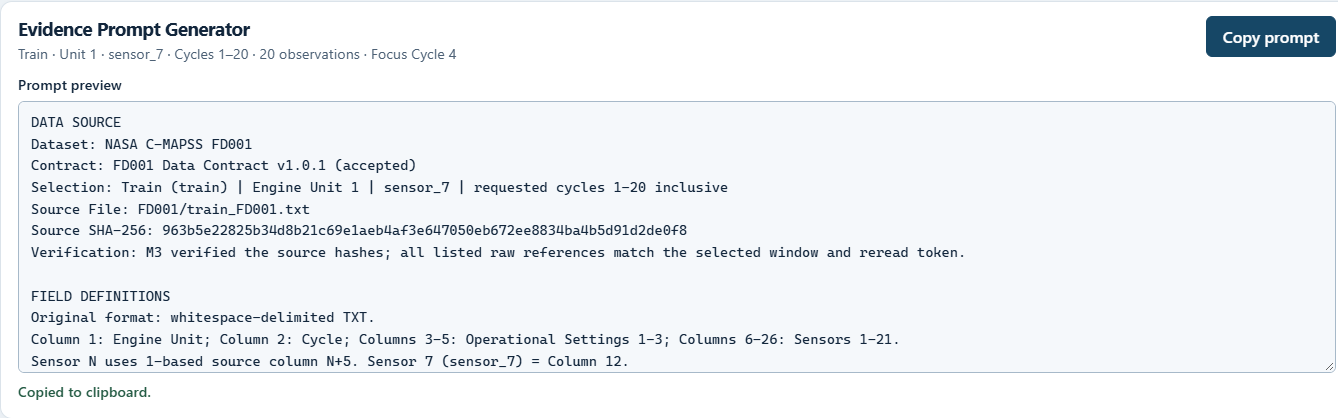 Evidence Prompt Generator
Train · Unit 1 · sensor_7 · Cycles 1–20 · 20 observations · Focus Cycle 4
Copy prompt
Prompt preview
DATA SOURCE
Dataset: NASA C-MAPSS FD001
Contract: FD001 Data Contract v1.0.1 (accepted)
Selection: Train (train) | Engine Unit 1 | sensor_7 | requested cycles 1–20 inclusive
Source File: FD001/train_FD001.txt
Source SHA-256: 963b5e22825b34d8b21c69e1aeb4af3e647050eb672ee8834ba4b5d91d2de0f8
Verification: M3 verified the source hashes; all listed raw references match the selected window and reread token.
FIELD DEFINITIONS
Original format: whitespace-delimited TXT.
Column 1: Engine Unit; Column 2: Cycle; Columns 3–5: Operational Settings 1–3; Columns 6–26: Sensors 1–21.
Sensor N uses 1-based source column N+5. Sensor 7 (sensor_7) = Column 12.
Copied to clipboard.